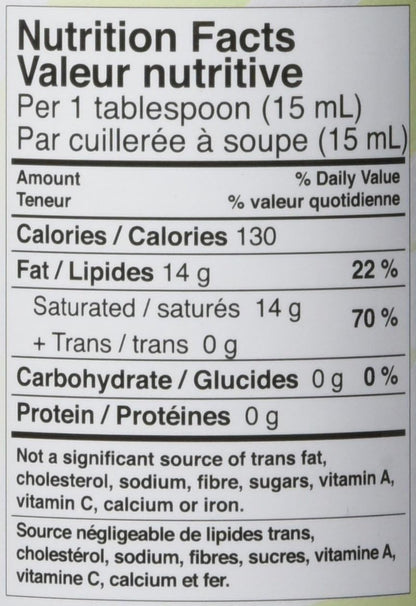 Nutrition Facts
Valeur nutritive
Per 1 tablespoon (15 mL)
Par cuillerée à soupe (15 mL)
Amount % Daily Value
Teneur % valeur quotidienne
Calories / Calories 130
Fat / Lipides 14 g 22 %
Saturated / saturés 14 g 70 %
+ Trans / trans 0 g
Carbohydrate / Glucides 0 g 0 %
Protein / Protéines 0 g
Not a significant source of trans fat,
cholesterol, sodium, fibre, sugars, vitamin A,
vitamin C, calcium or iron.
Source négligeable de lipides trans,
cholestérol, sodium, fibres, sucres, vitamine A,
vitamine C, calcium et fer.